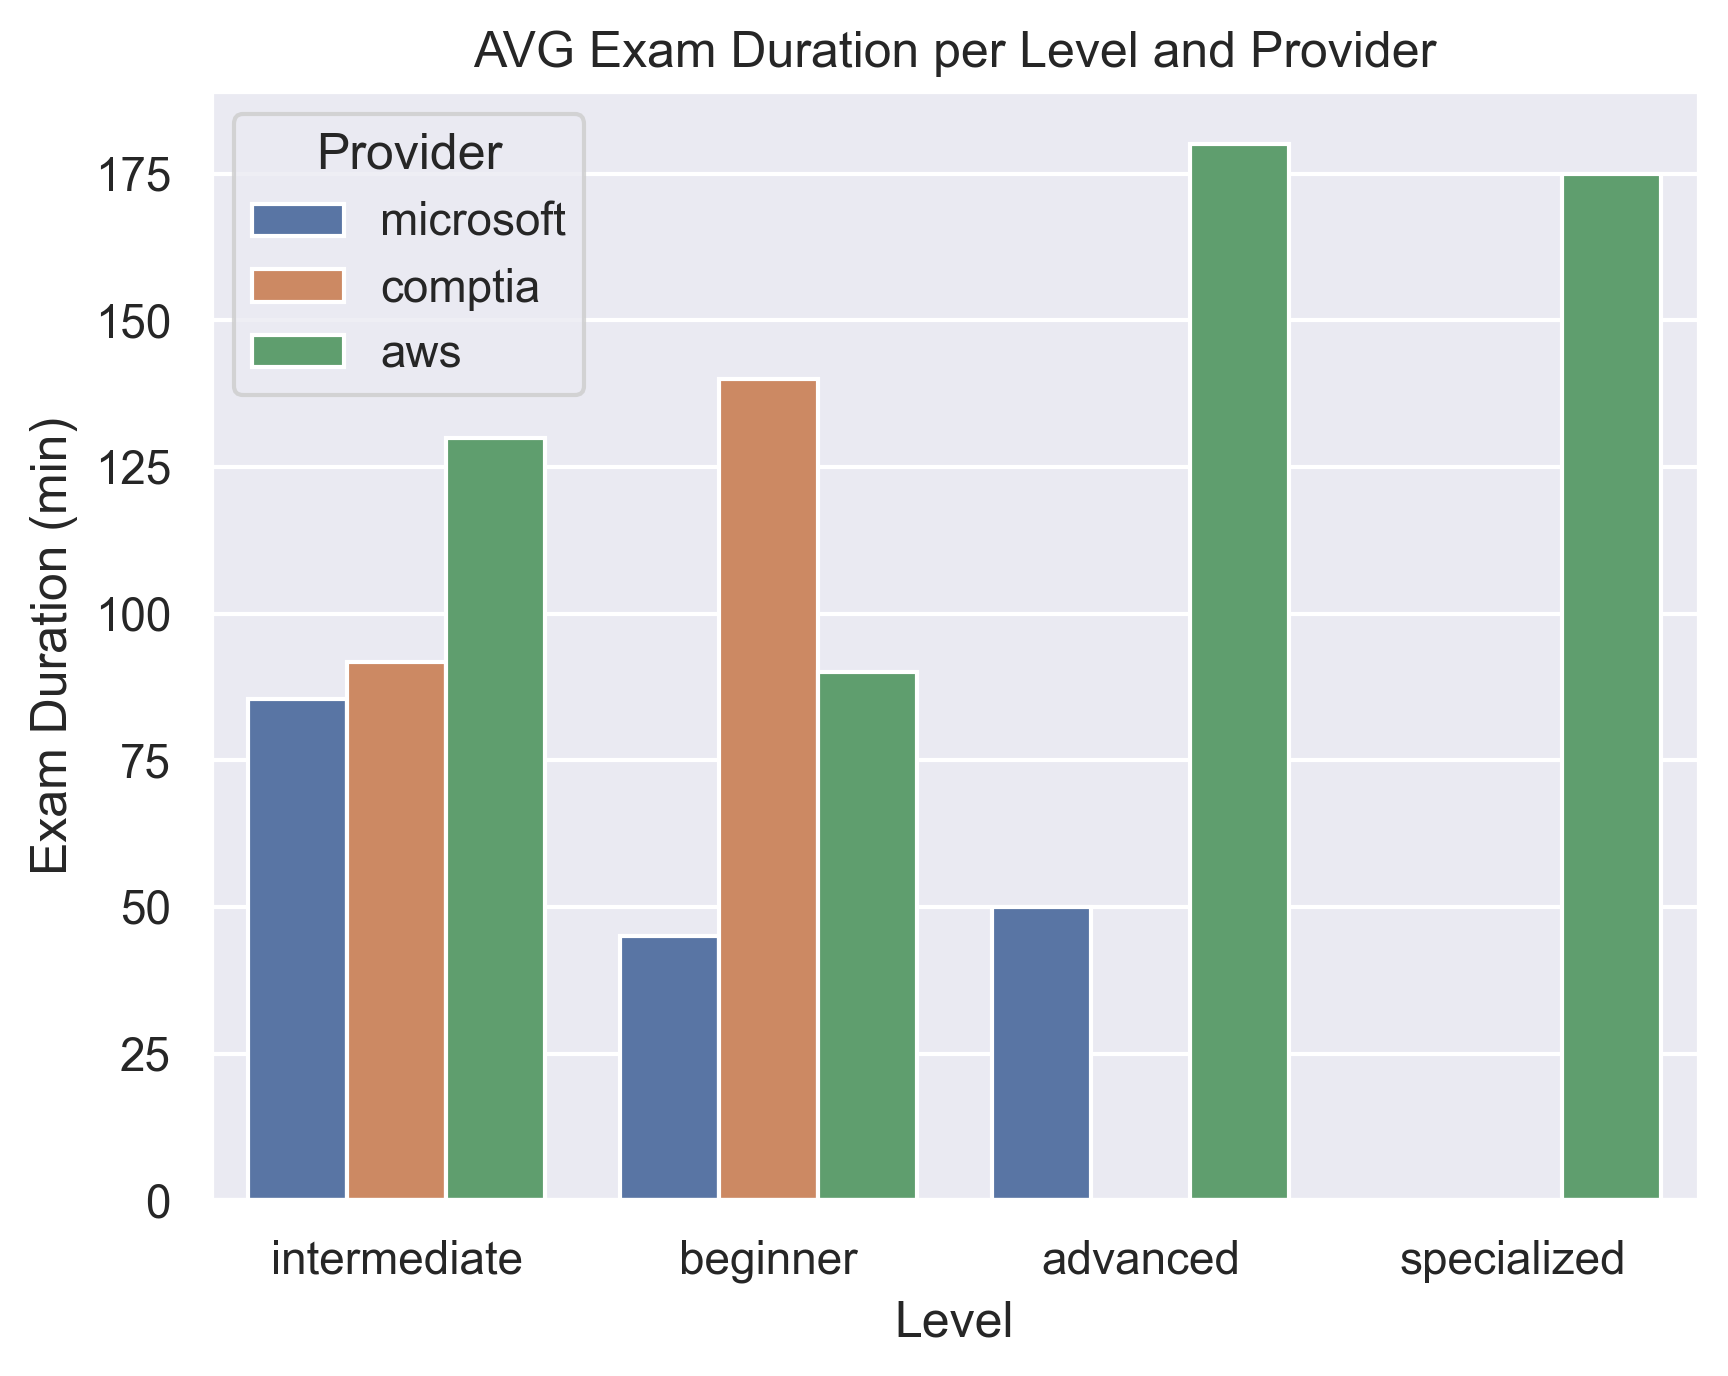 AVG Exam Duration per Level and Provider
Provider
microsoft
comptia
aws
Exam Duration (min)
175
150
125
100
75
50
25
0
intermediate
beginner
advanced
specialized
Level